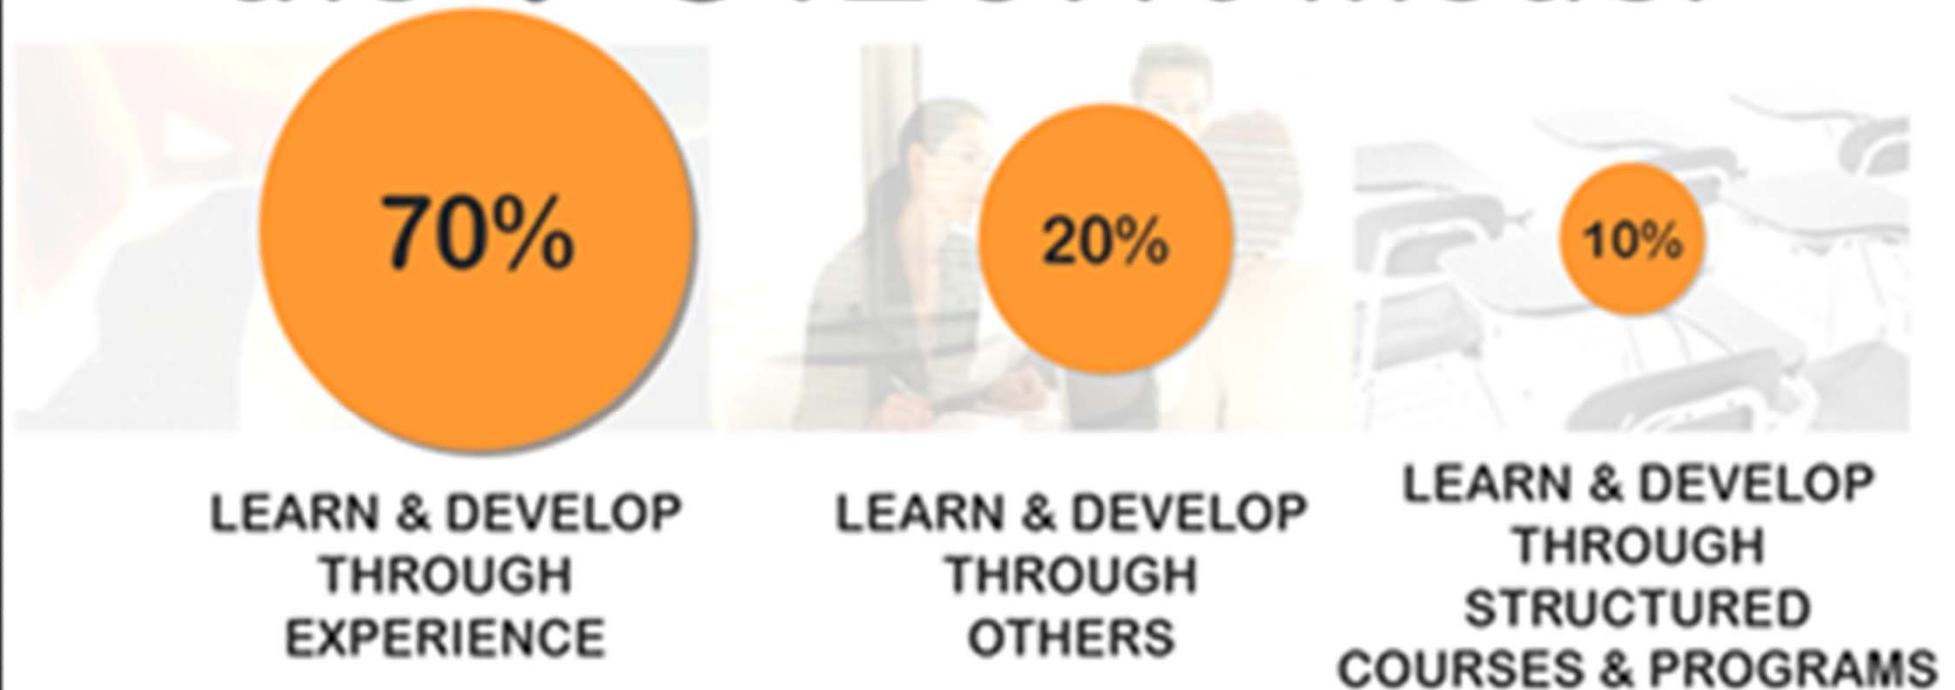 70%
LEARN & DEVELOP
THROUGH
EXPERIENCE
20%
LEARN & DEVELOP
THROUGH
OTHERS
10%
LEARN & DEVELOP
THROUGH
STRUCTURED
COURSES & PROGRAMS